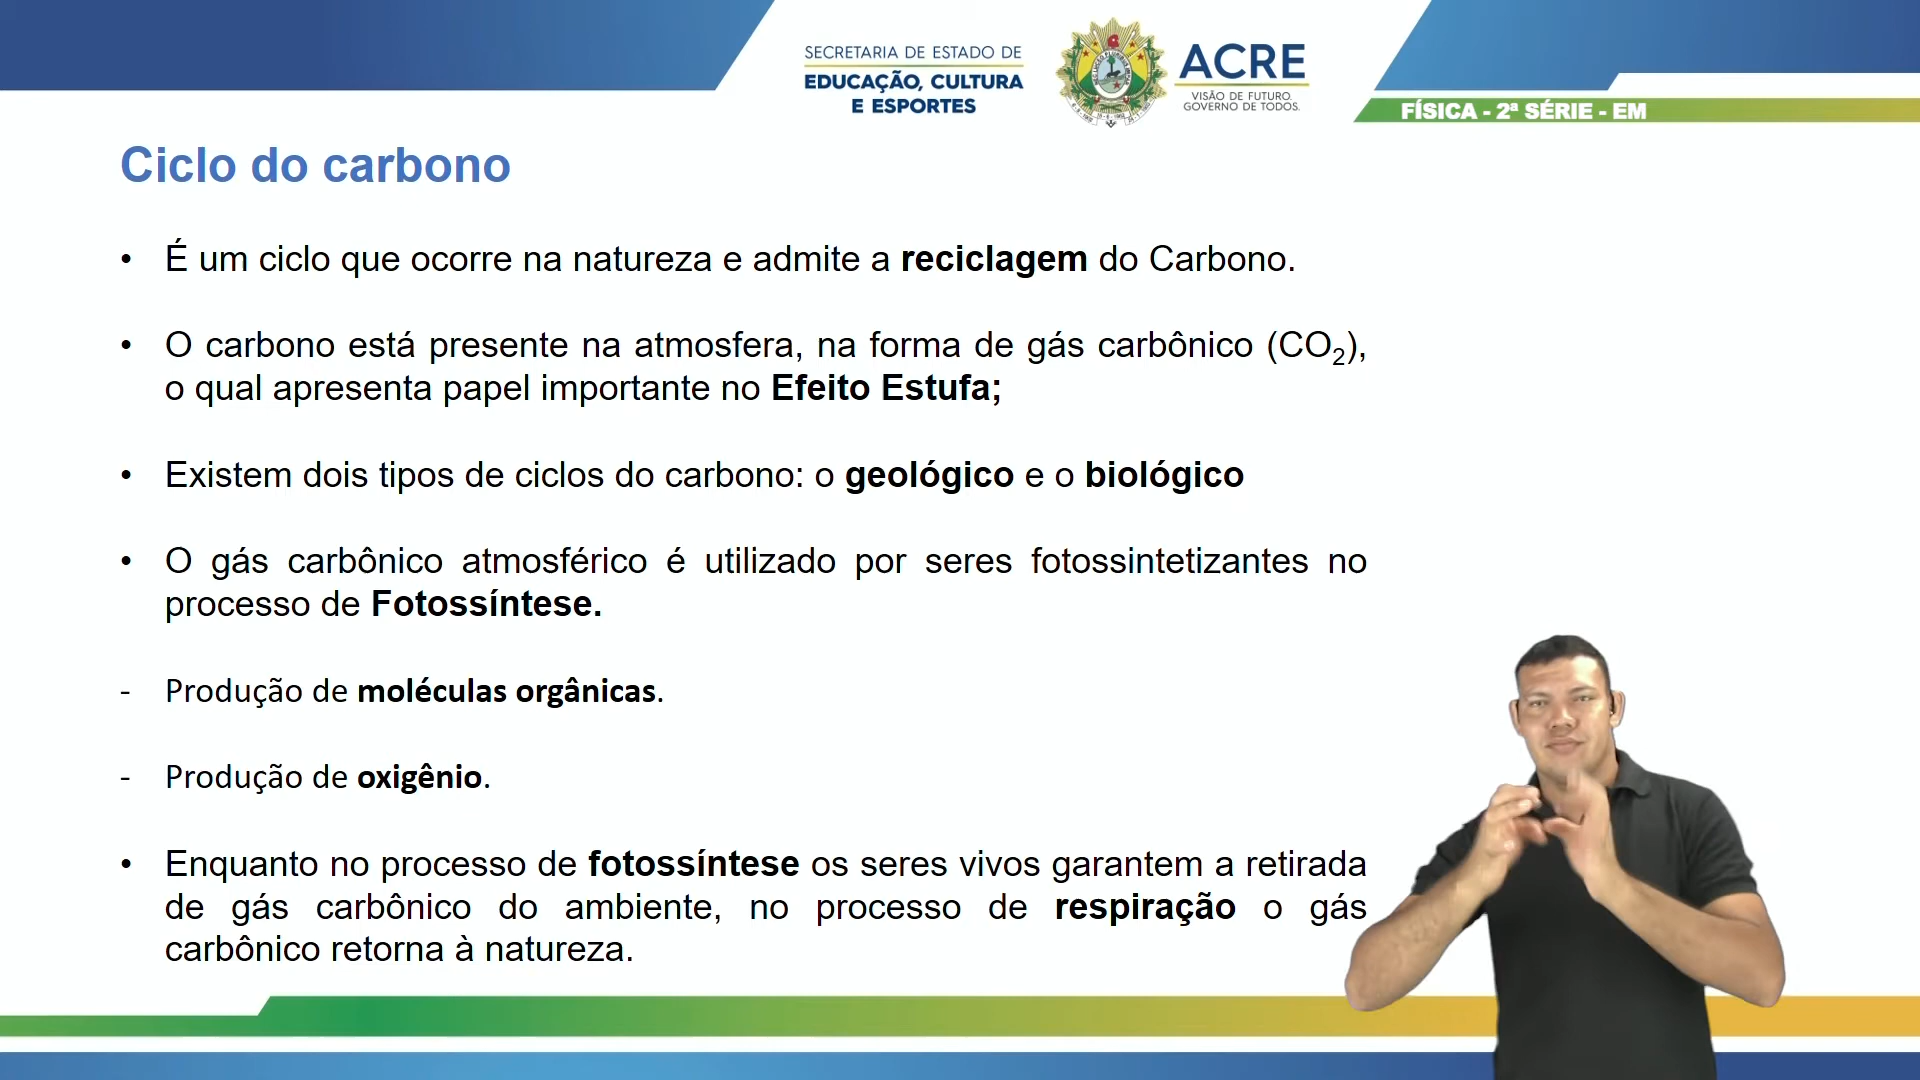 SECRETARIA DE ESTADO DE
EDUCAÇÃO, CULTURA
E ESPORTES
ACRE
VISÃO DE FUTURO.
GOVERNO DE TODOS.
FÍSICA - 2ª SÉRIE - EM
Ciclo do carbono
• É um ciclo que ocorre na natureza e admite a reciclagem do Carbono.
• O carbono está presente na atmosfera, na forma de gás carbônico (CO₂),
o qual apresenta papel importante no Efeito Estufa;
• Existem dois tipos de ciclos do carbono: o geológico e o biológico
• O gás carbônico atmosférico é utilizado por seres fotossintetizantes no
processo de Fotossíntese.
- Produção de moléculas orgânicas.
- Produção de oxigênio.
• Enquanto no processo de fotossíntese os seres vivos garantem a retirada
de gás carbônico do ambiente, no processo de respiração o gás
carbônico retorna à natureza.